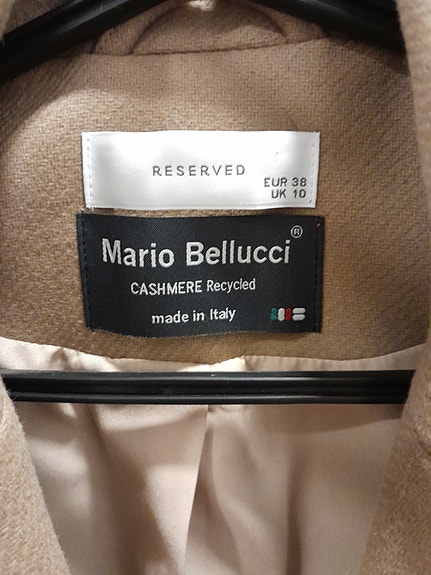 RESERVED
EUR 38
UK 10
Mario Bellucci®
CASHMERE Recycled
made in Italy